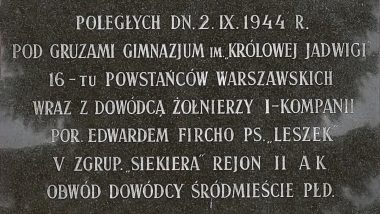 POLEGŁYCH DN. 2. IX. 1944 R.
POD GRUZAMI GIMNAZJUM IM. „KRÓLOWEJ JADWIGI”
16-TU POWSTAŃCÓW WARSZAWSKICH
WRAZ Z DOWÓDCĄ ŻOŁNIERZY I-KOMPANII
POR. EDWARDEM FIRCHO PS. „LESZEK”
V ZGRUP. „SIEKIERA” REJON II AK
OBWÓD DOWÓDCY ŚRÓDMIEŚCIE PŁD.